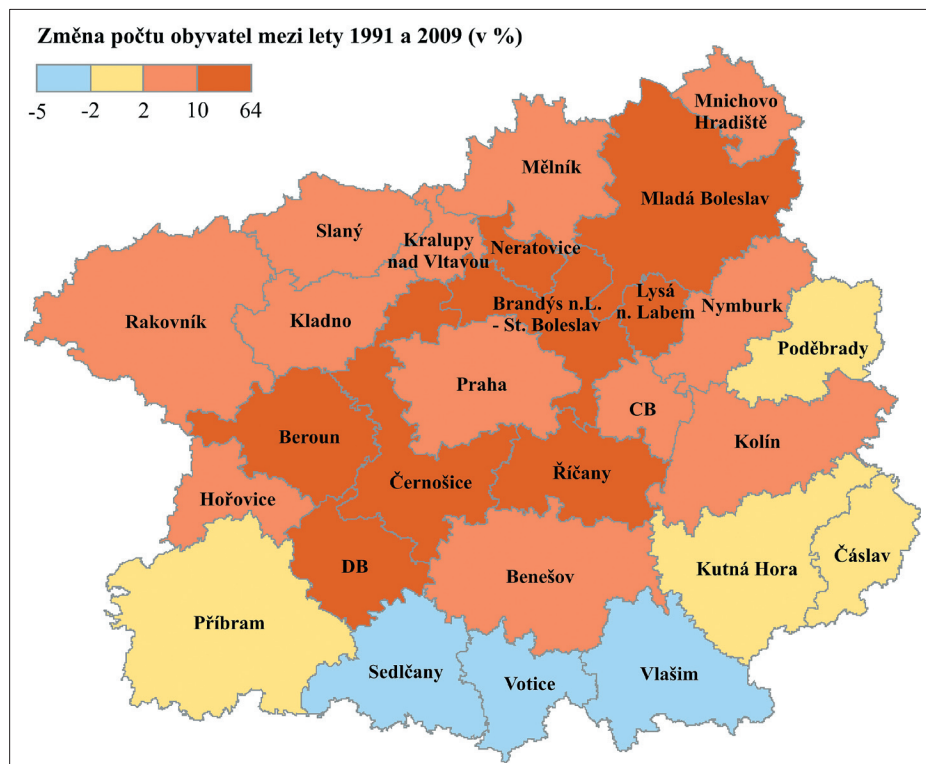 Změna počtu obyvatel mezi lety 1991 a 2009 (v %)
-5 -2 2 10 64
Mnichovo
Hradiště
Mělník
Mladá Boleslav
Slaný
Kralupy
nad Vltavou
Neratovice
Brandýs n.L.
- St. Boleslav
Lysá
n. Labem
Nymburk
Rakovník
Kladno
Poděbrady
Praha
CB
Beroun
Kolín
Černošice
Říčany
Hořovice
DB
Benešov
Kutná Hora
Čáslav
Příbram
Sedlčany
Votice
Vlašim